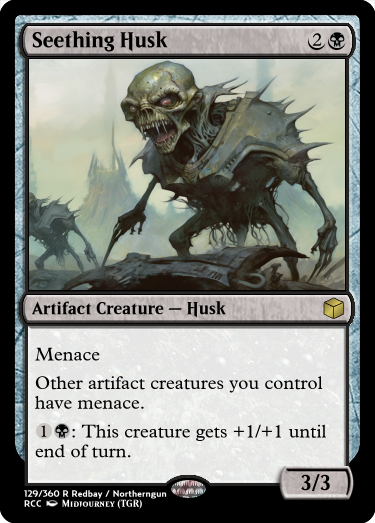 Seething Husk 2
Artifact Creature — Husk
Menace
Other artifact creatures you control
have menace.
1 : This creature gets +1/+1 until
end of turn.
3/3
129/360 R Redbay / Northerngun
RCC Midjourney (TGR)